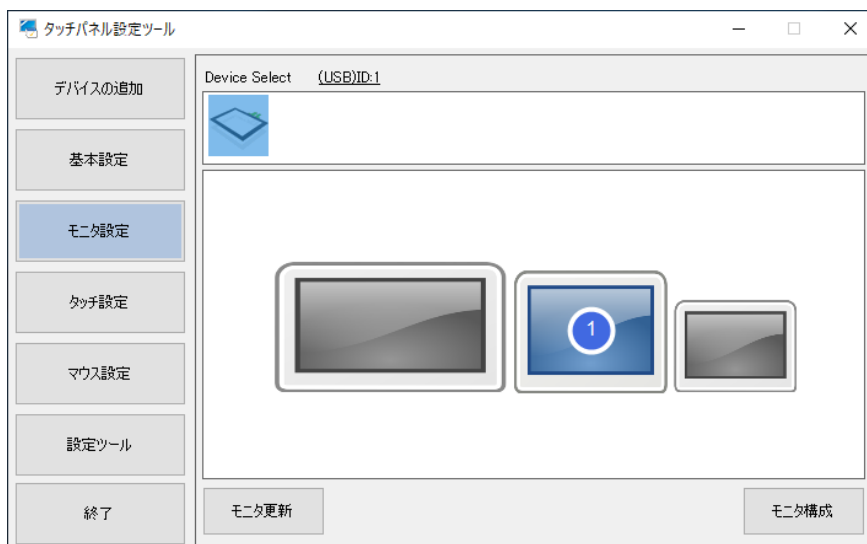 タッチパネル設定ツール
デバイスの追加
基本設定
モニタ設定
タッチ設定
マウス設定
設定ツール
終了
Device Select (USB)ID:1
1
モニタ更新
モニタ構成